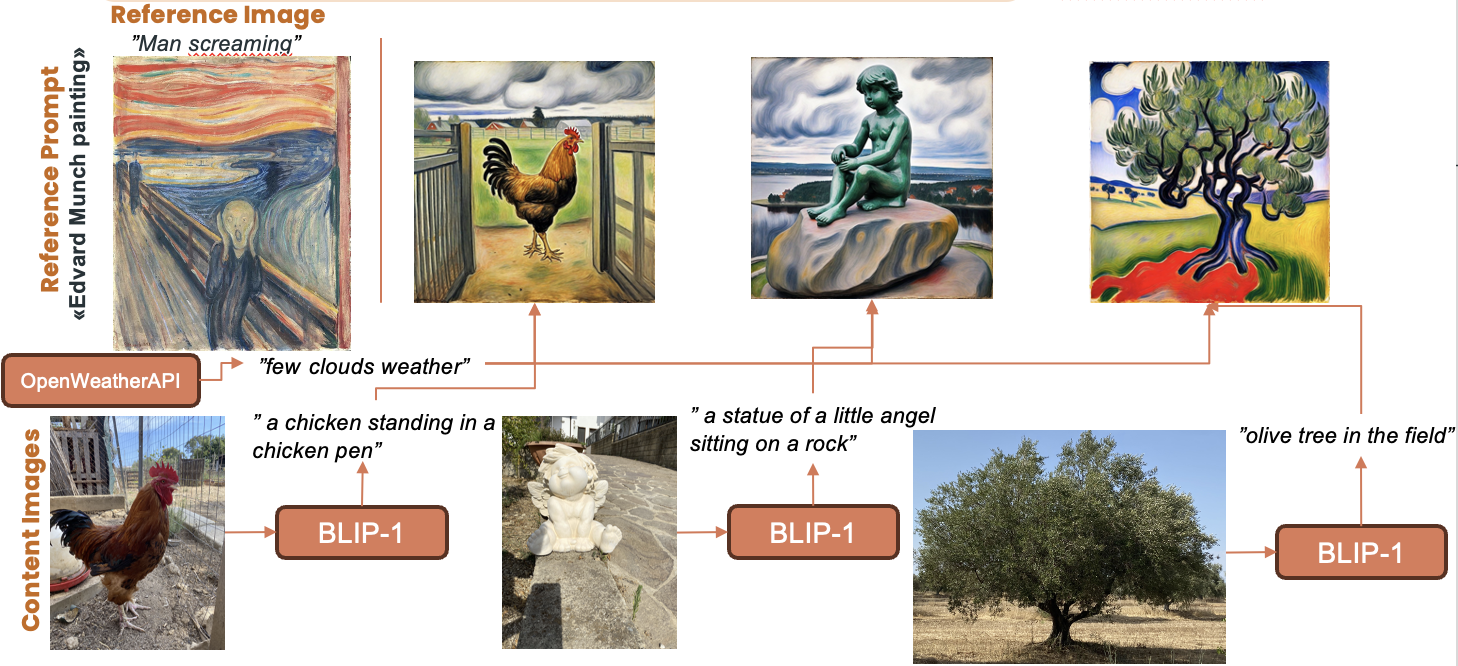 Reference Image
"Man screaming"
Reference Prompt
«Edvard Munch painting»
OpenWeatherAPI
"few clouds weather"
" a chicken standing in a
chicken pen"
" a statue of a little angel
sitting on a rock"
"olive tree in the field"
Content Images
BLIP-1
BLIP-1
BLIP-1